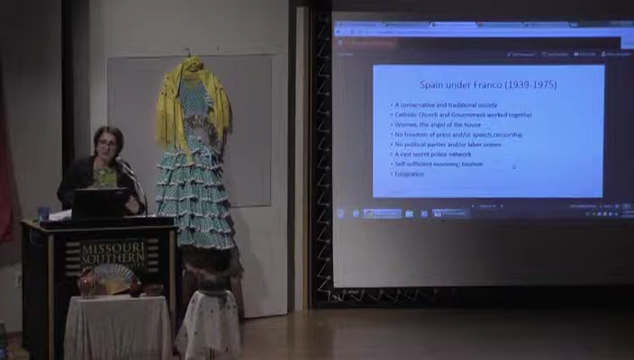 Spain under Franco (1939-1975)
• A conservative and traditional society
• Catholic Church and Government worked together
• Women, the angel of the house
• No freedom of press and/or speech, censorship
• No political parties and/or labor unions
• A vast secret police network
• Self-sufficient economy; tourism
• Emigration
MISSOURI
SOUTHERN